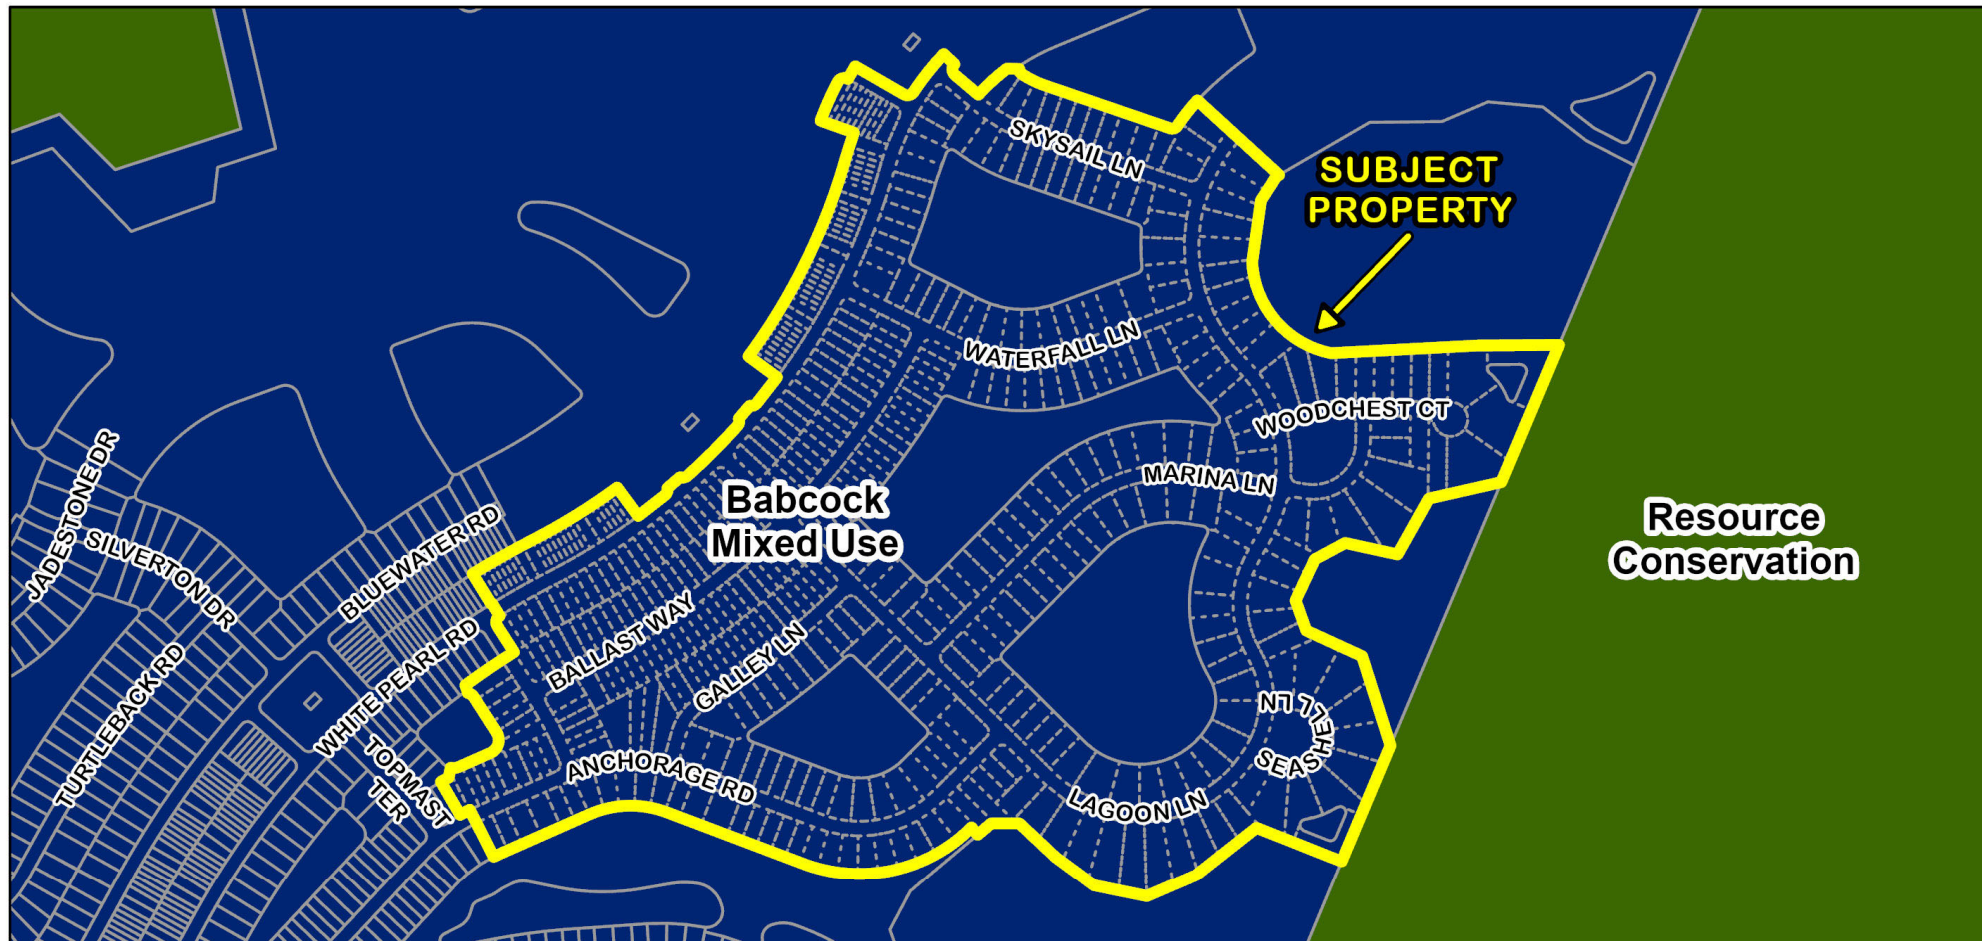 SKYSAIL LN
SUBJECT
PROPERTY
WATERFALL LN
WOODCHEST CT
MARINA LN
JADESTONE DR
SILVERTON DR
BLUEWATER RD
Babcock
Mixed Use
Resource
Conservation
TURTLEBACK RD
WHITE PEARL RD
BALLAST WAY
GALLEY LN
TOPMAST
TER
ANCHORAGE RD
SEASHELL LN
LAGOON LN